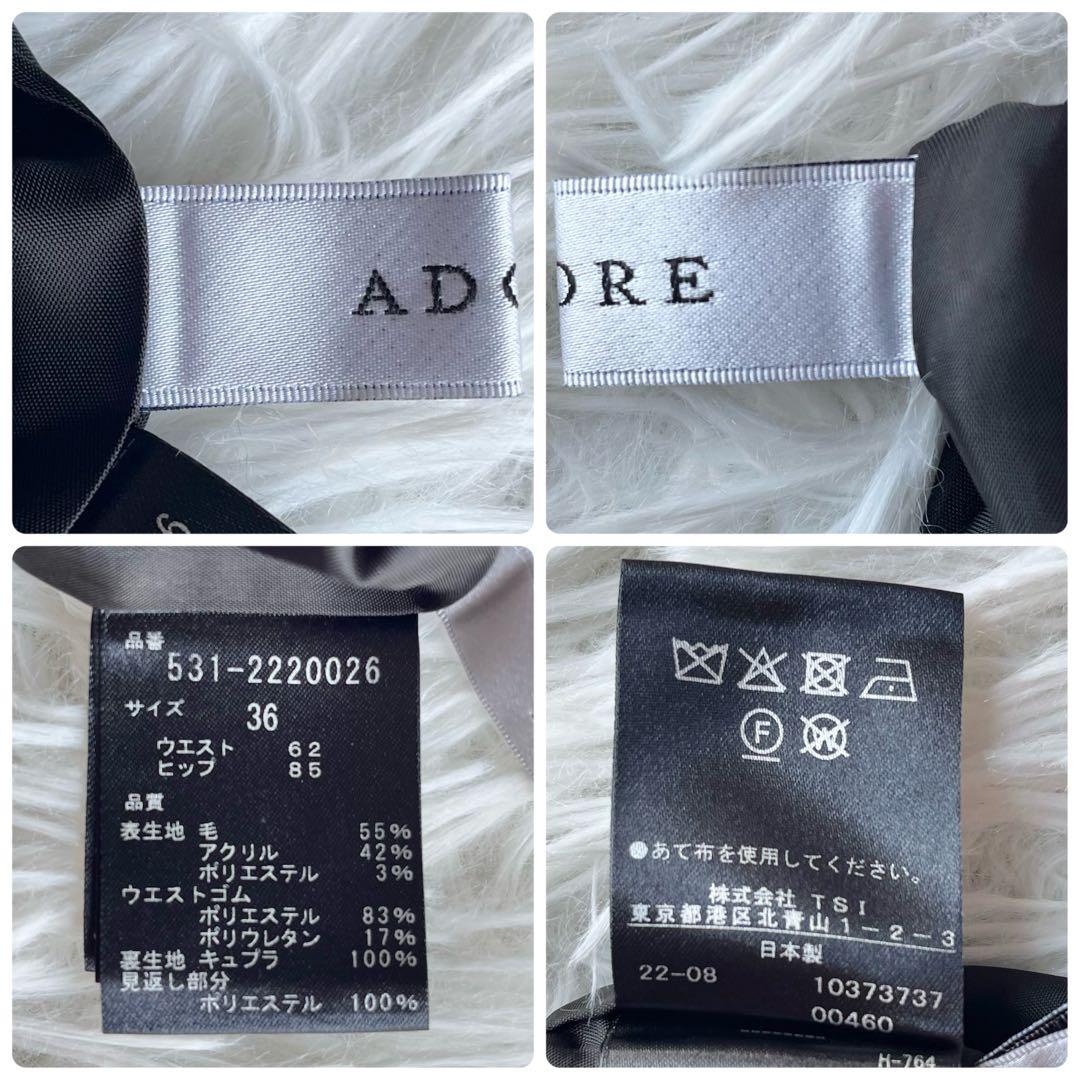 ADO
ORE
6
品番
531-2220026
サイズ 36
ウエスト 62
ヒップ 85
品質
表生地 毛 55%
アクリル 42%
ポリエステル 3%
ウエストゴム
ポリエステル 83%
ポリウレタン 17%
裏生地 キュプラ 100%
見返し部分
ポリエステル 100%
F
W
あて布を使用してください。
株式会社 TSI
東京都港区北青山1-2-3
日本製
22-08 10373737
00460
H-764